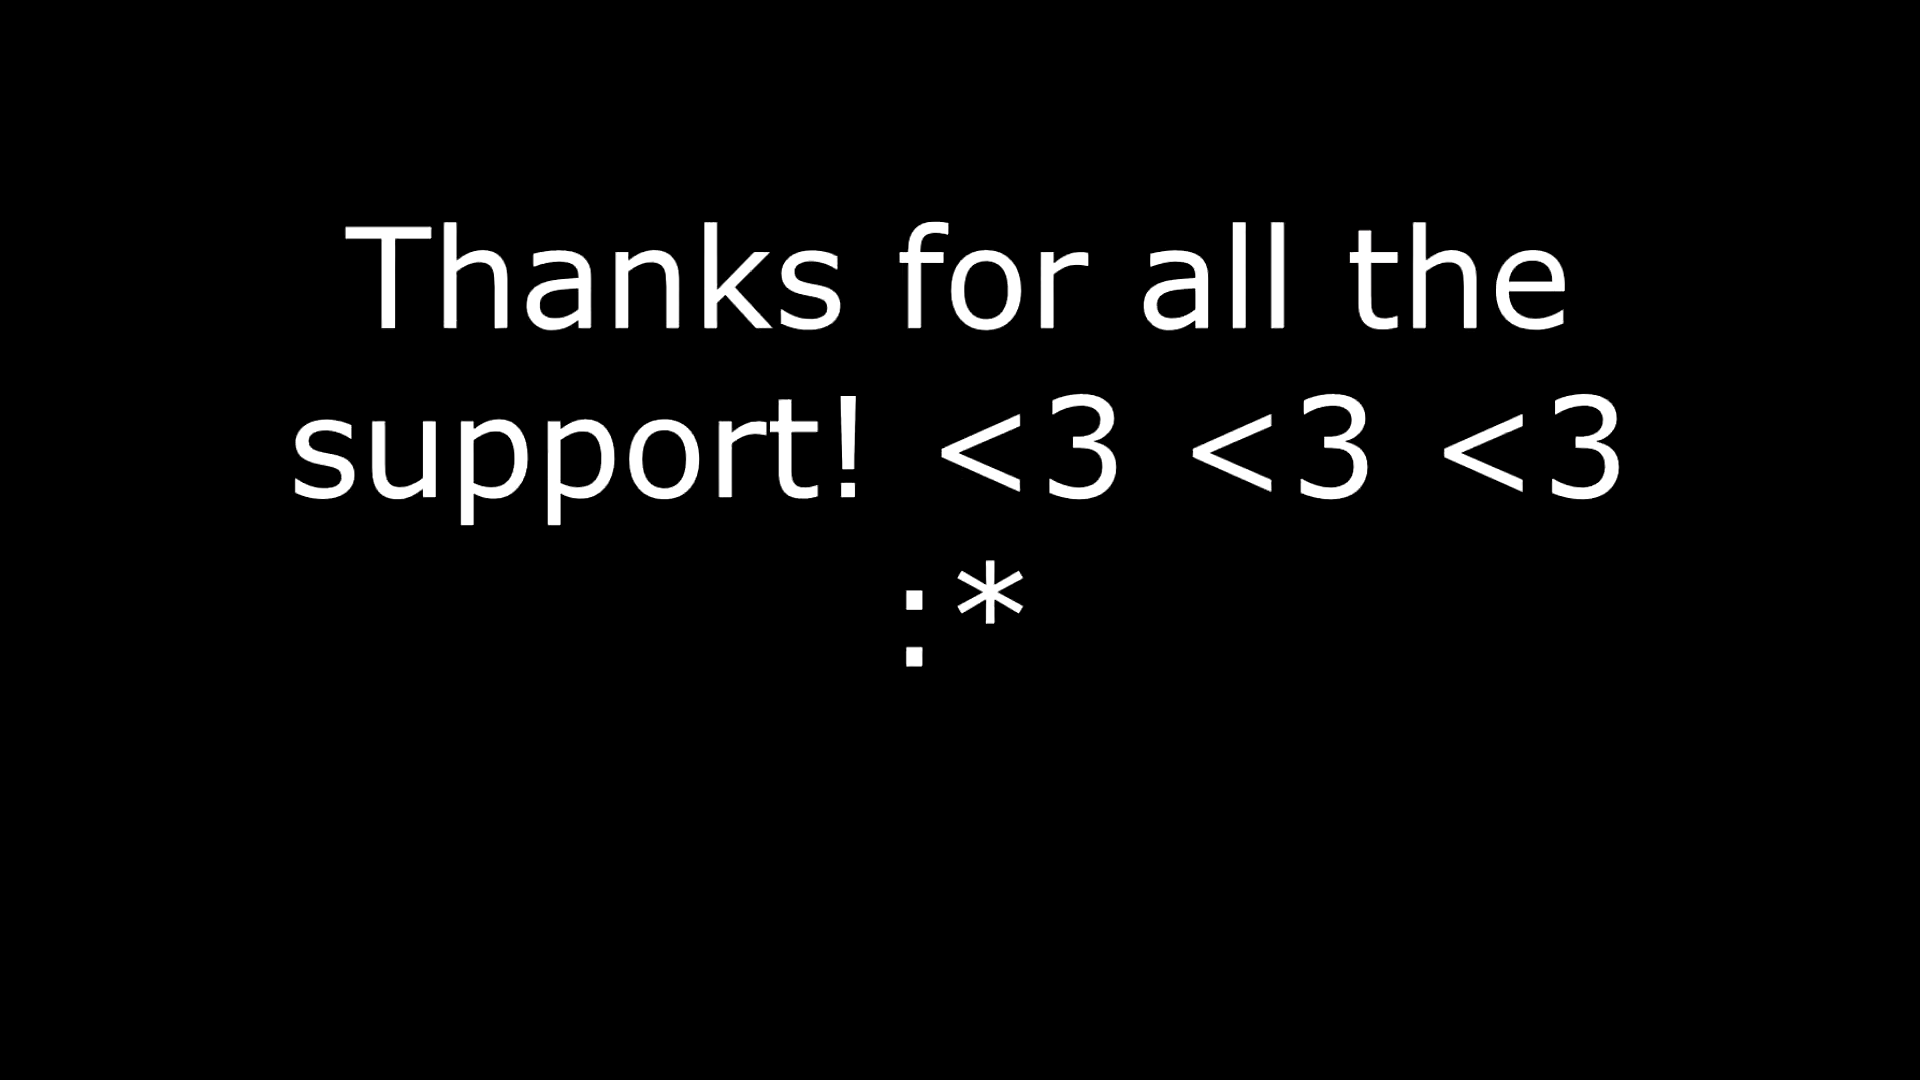 Thanks for all the
support! <3 <3 <3
:*